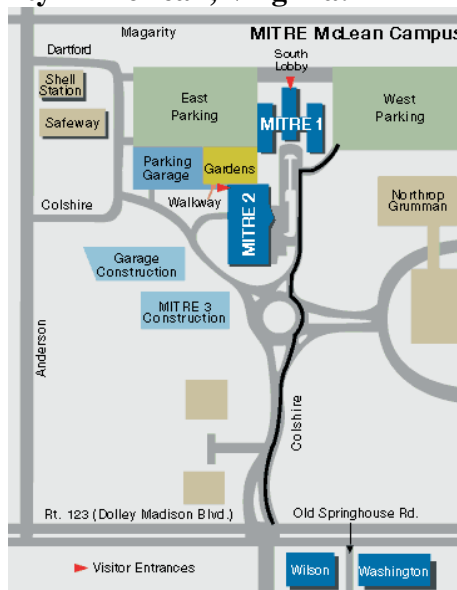 Magarity
MITRE McLean Campus
Dartford
South
Lobby
Shell
Station
East
Parking
West
Parking
MITRE 1
Safeway
Parking
Garage
Gardens
Northrop
Grumman
Walkway
MITRE 2
Colshire
Garage
Construction
MITRE 3
Construction
Anderson
Colshire
Rt. 123 (Dolley Madison Blvd.)
Old Springhouse Rd.
Visitor Entrances
Wilson
Washington